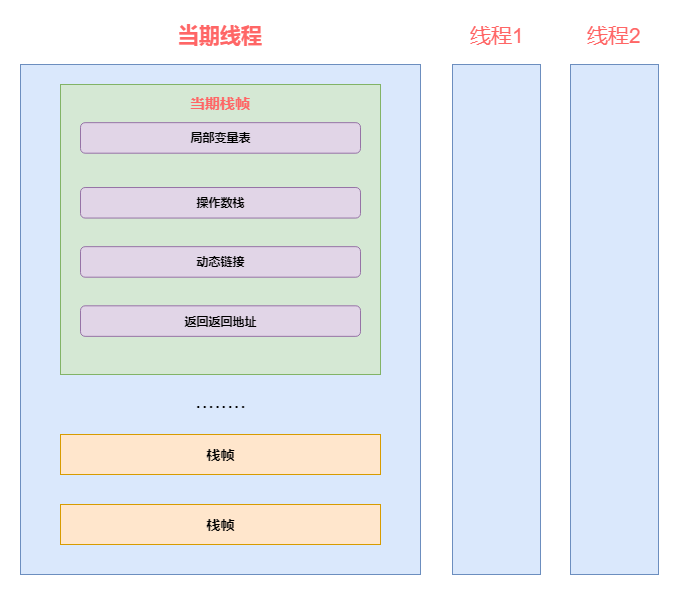 当期线程
线程1
线程2
当期栈帧
局部变量表
操作数栈
动态链接
返回返回地址
........
栈帧
栈帧